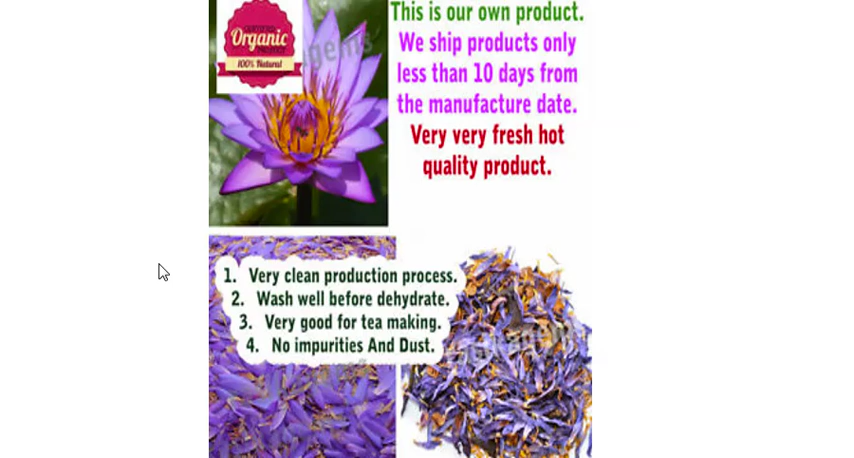 This is our own product.
We ship products only
less than 10 days from
the manufacture date.
Very very fresh hot
quality product.
Organic
100% Natural
1. Very clean production process.
2. Wash well before dehydrate.
3. Very good for tea making.
4. No impurities And Dust.